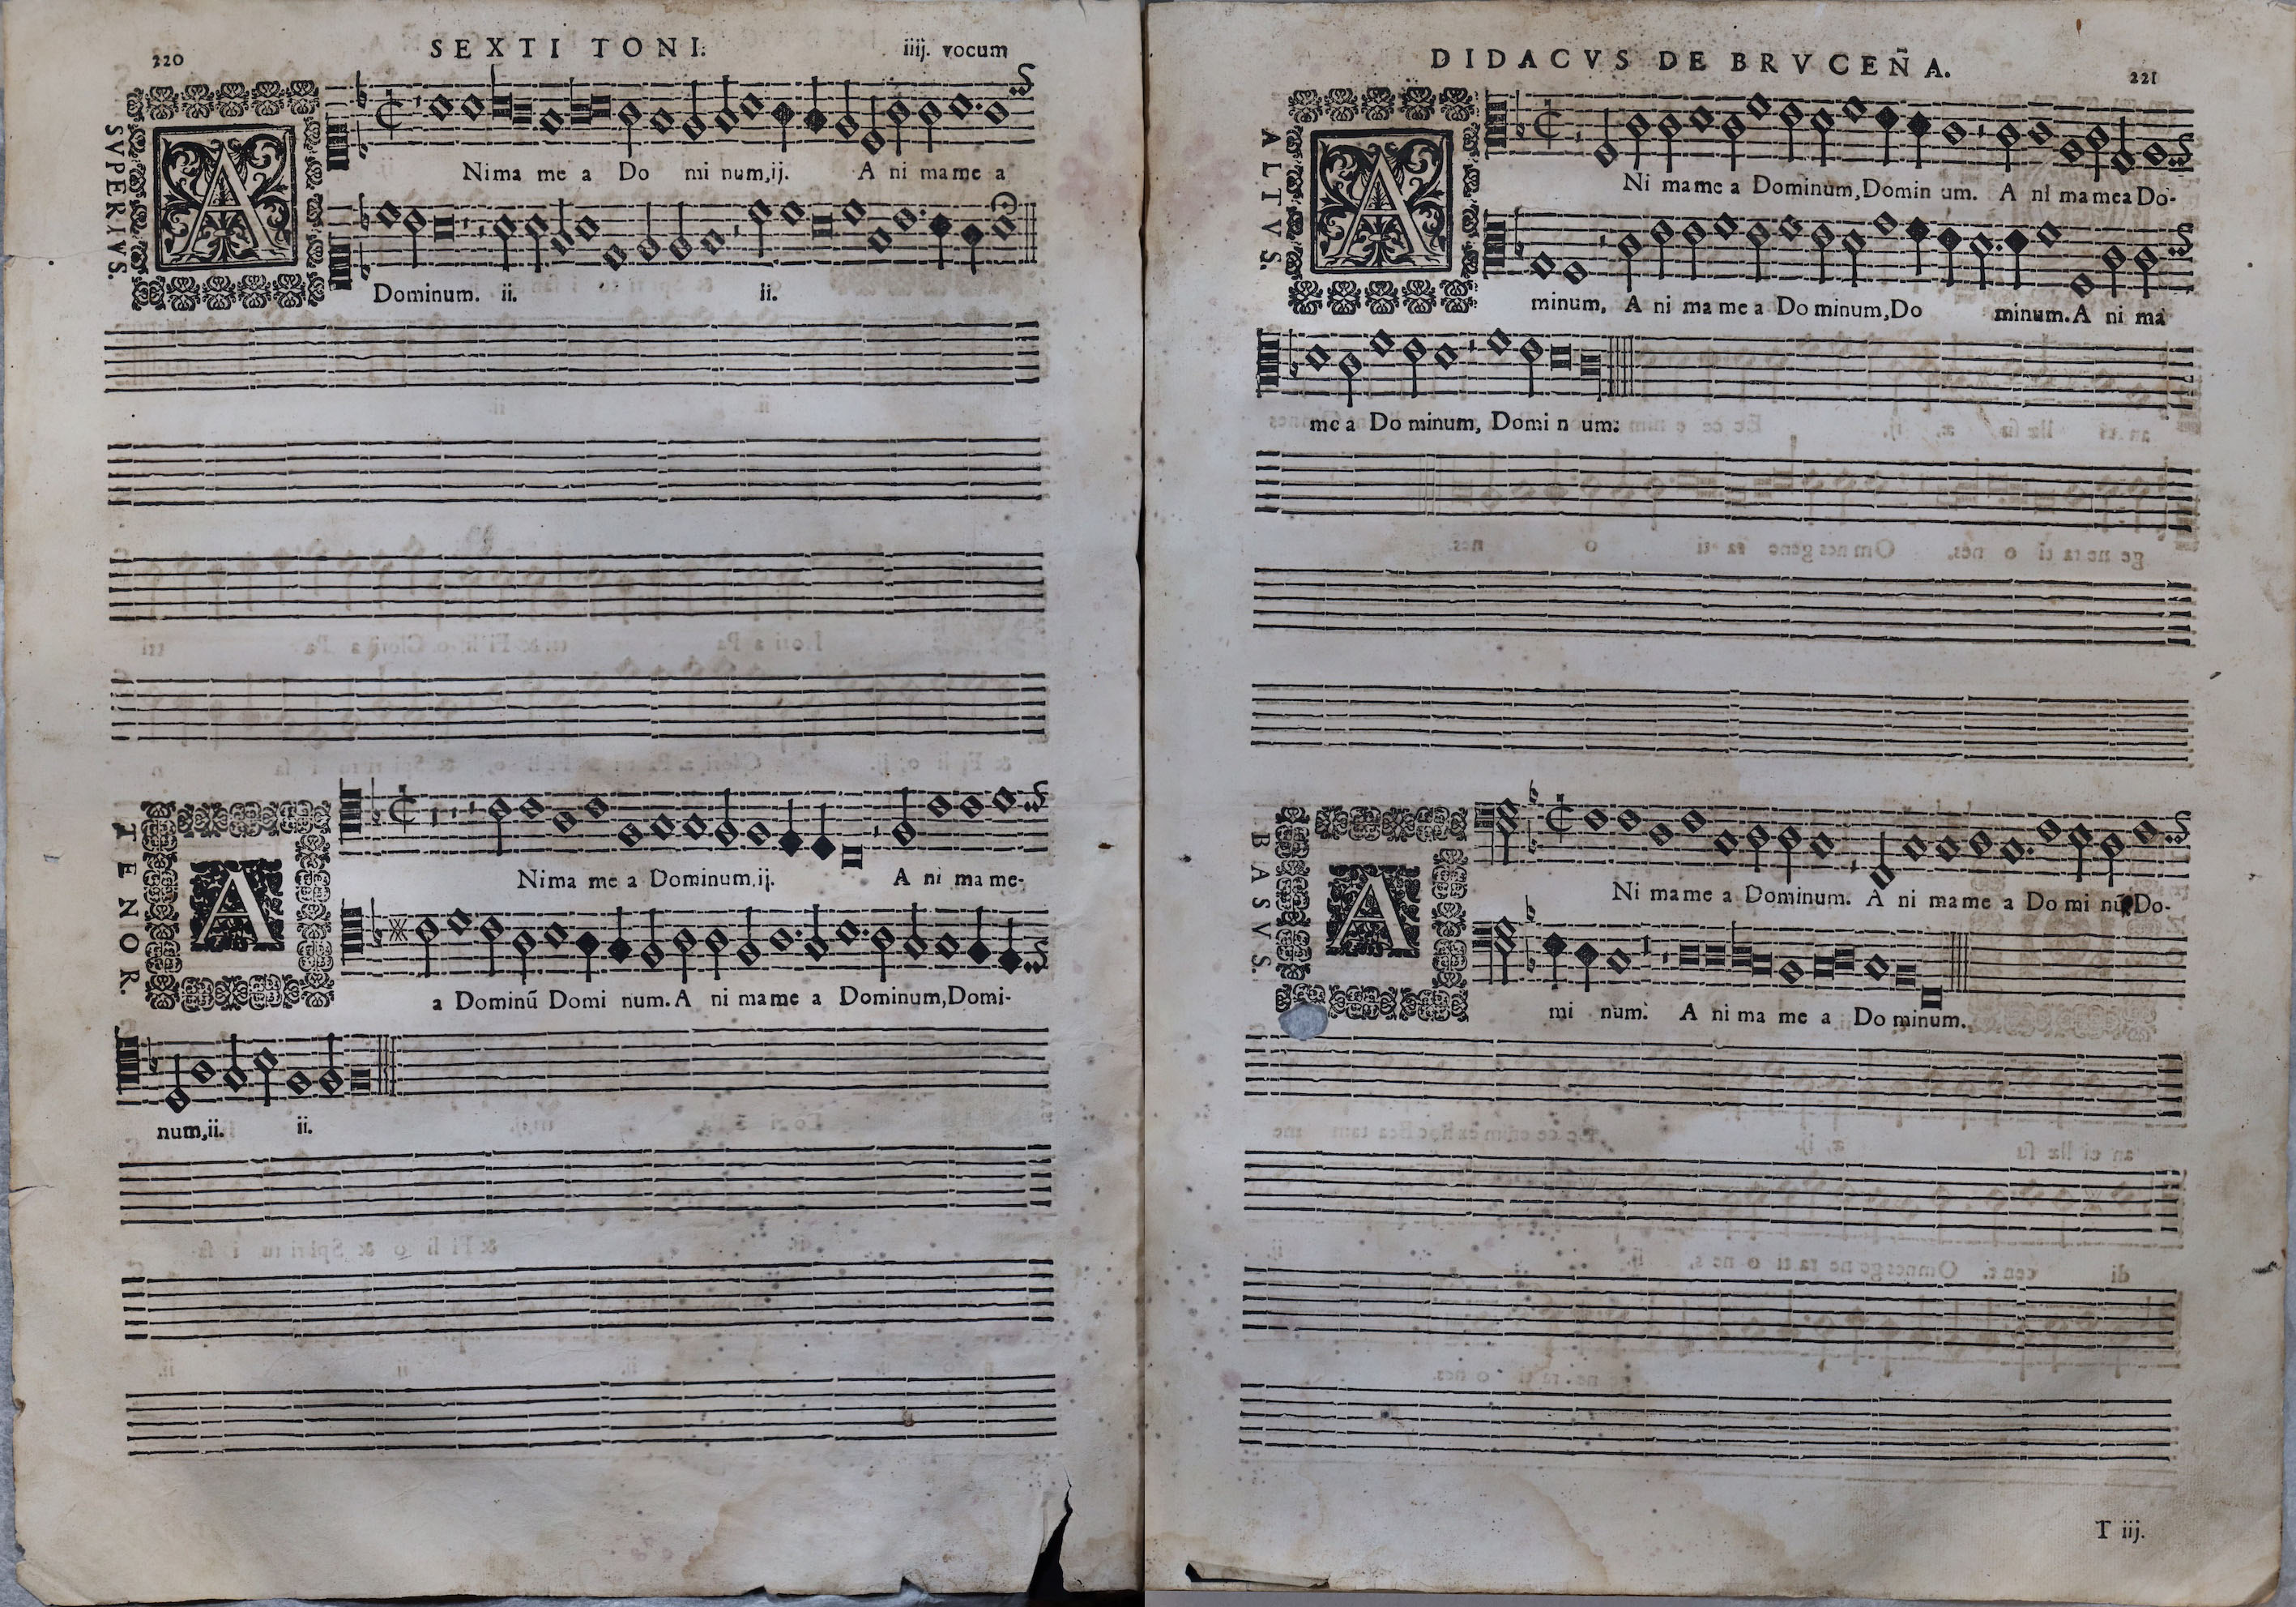 220
SEXTI TONI.
iiij. vocum
SVPERIVS.
A
Nima me a Do mi num,ij. A ni mame a
Dominum. ii. ii.
TENOR.
A
Nima me a Dominum,ij. A ni ma me-
a Dominũ Domi num. A ni mame a Dominum,Domi-
num,ii. ii.
DIDACVS DE BRVCEÑA.
221
ALTVS.
A
Ni mame a Dominum,Domin um. A ni ma mea Do-
minum, A ni ma me a Do minum,Do minum. A ni ma
me a Do minum, Domi n um:
BASVS.
A
Ni mame a Dominum. A ni mame a Do mi nũ Do-
mi num. A ni ma me a Do minum.
T iij.